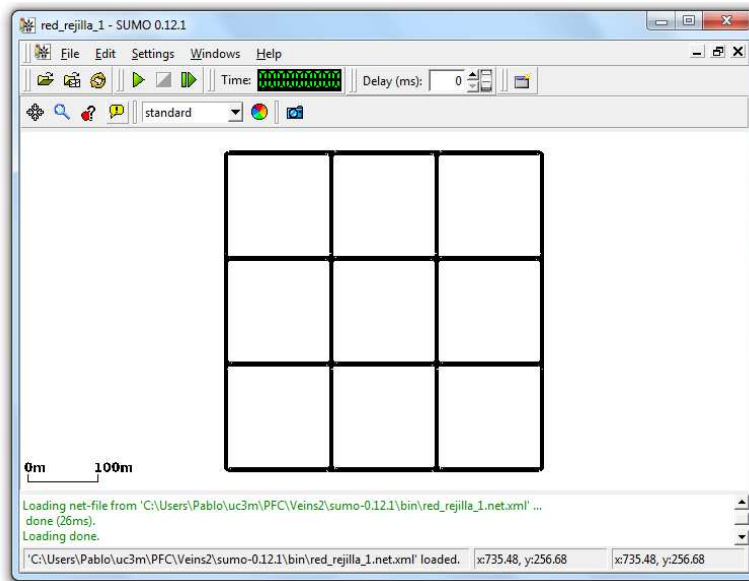 red_rejilla_1 - SUMO 0.12.1
File Edit Settings Windows Help
Time: Delay (ms): 0
standard
0m 100m
Loading net-file from 'C:\Users\Pablo\uc3m\PFC\Veins2\sumo-0.12.1\bin\red_rejilla_1.net.xml' ...
done (26ms).
Loading done.
'C:\Users\Pablo\uc3m\PFC\Veins2\sumo-0.12.1\bin\red_rejilla_1.net.xml' loaded. x:735.48, y:256.68 x:735.48, y:256.68